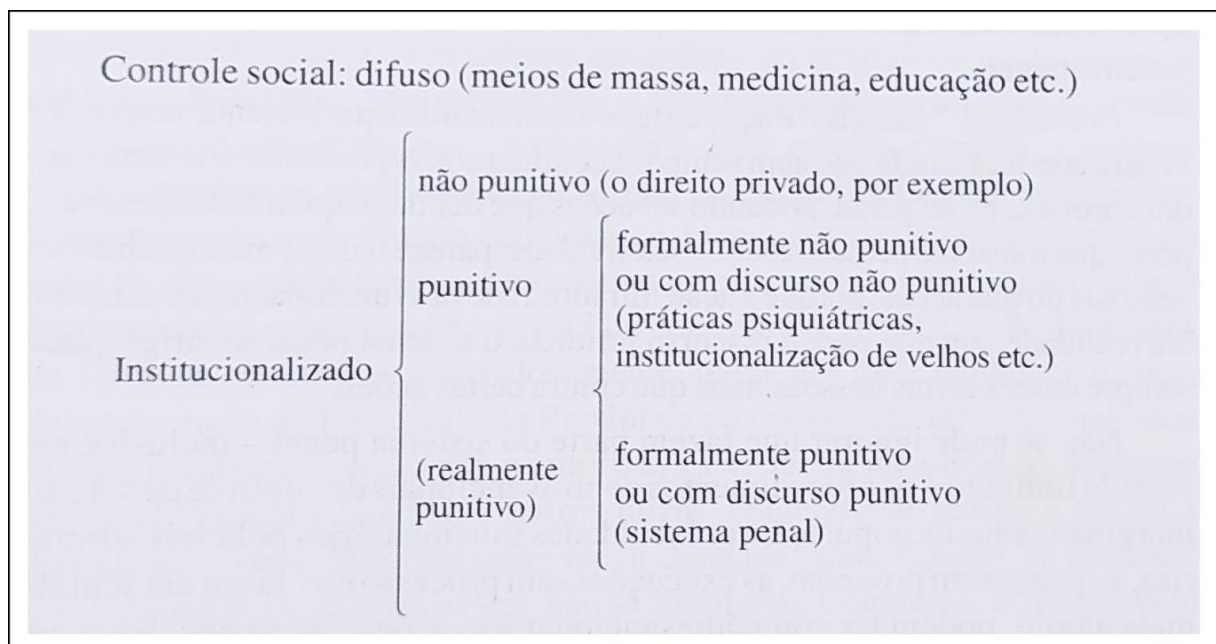 Controle social: difuso (meios de massa, medicina, educação etc.)
não punitivo (o direito privado, por exemplo)
formalmente não punitivo
punitivo
ou com discurso não punitivo
(práticas psiquiátricas,
institucionalização de velhos etc.)
Institucionalizado
(realmente
punitivo)
formalmente punitivo
ou com discurso punitivo
(sistema penal)